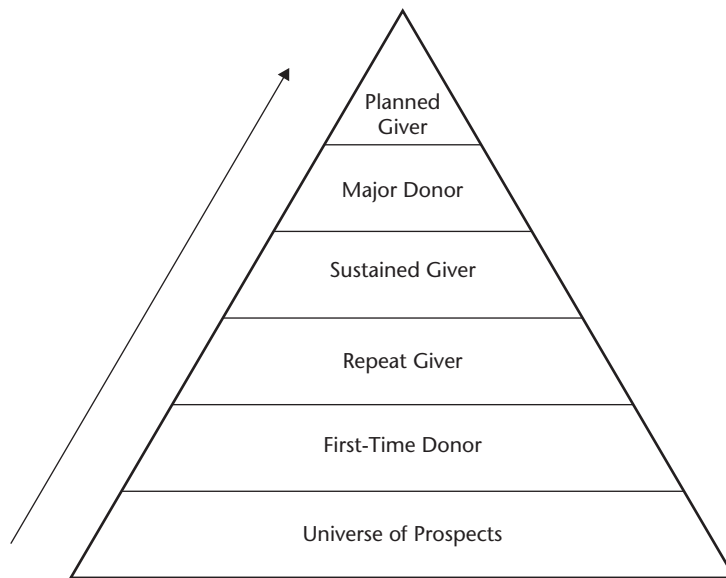 Planned
Giver
Major Donor
Sustained Giver
Repeat Giver
First-Time Donor
Universe of Prospects